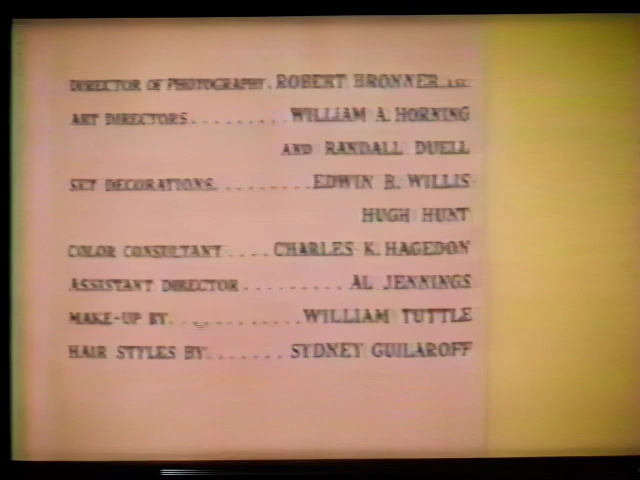 DIRECTOR OF PHOTOGRAPHY. ROBERT BRONNER A.S.C.
ART DIRECTORS.........WILLIAM A. HORNING
AND RANDALL DUELL
SET DECORATIONS.........EDWIN B. WILLIS
HUGH HUNT
COLOR CONSULTANT.....CHARLES K. HAGEDON
ASSISTANT DIRECTOR.........AL JENNINGS
MAKE-UP BY............WILLIAM TUTTLE
HAIR STYLES BY.......SYDNEY GUILAROFF